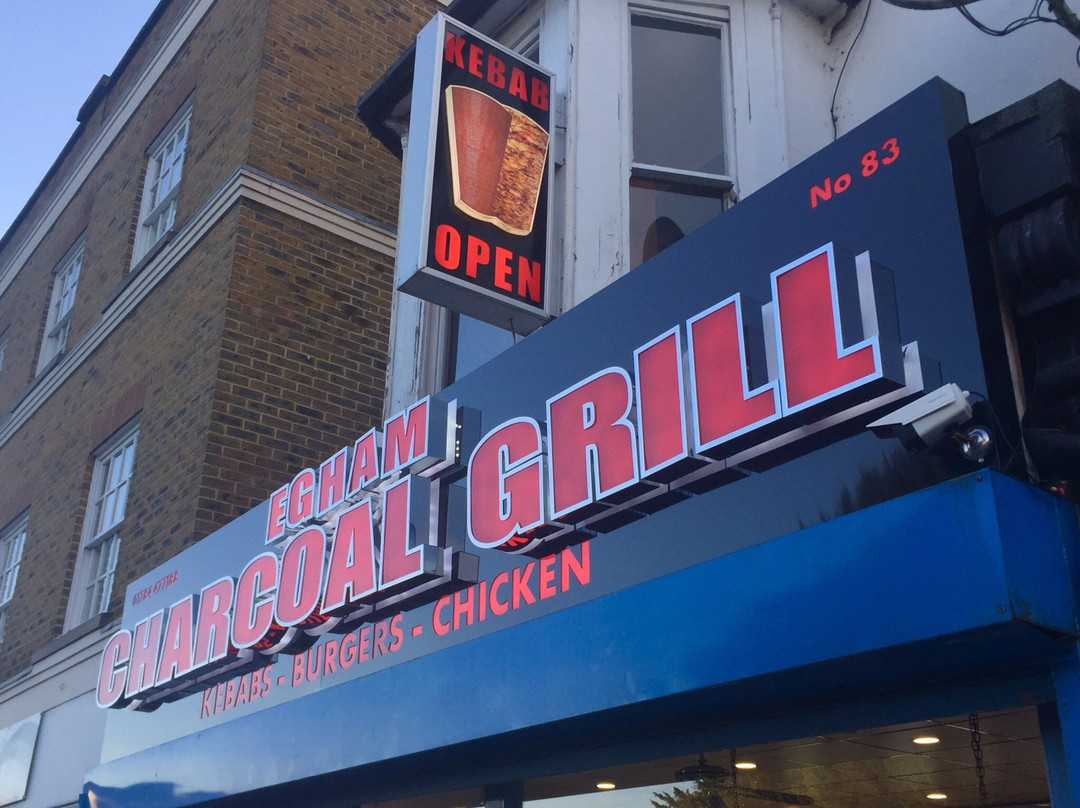 KEBAB
OPEN
No 83
EGHAM
CHARCOAL GRILL
KEBABS - BURGERS - CHICKEN